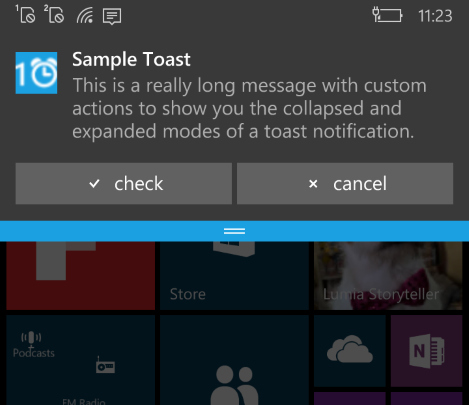 1 2 11:23
1
Sample Toast
This is a really long message with custom
actions to show you the collapsed and
expanded modes of a toast notification.
check cancel
Store Lumia Storyteller
Podcasts
N
FM Radio